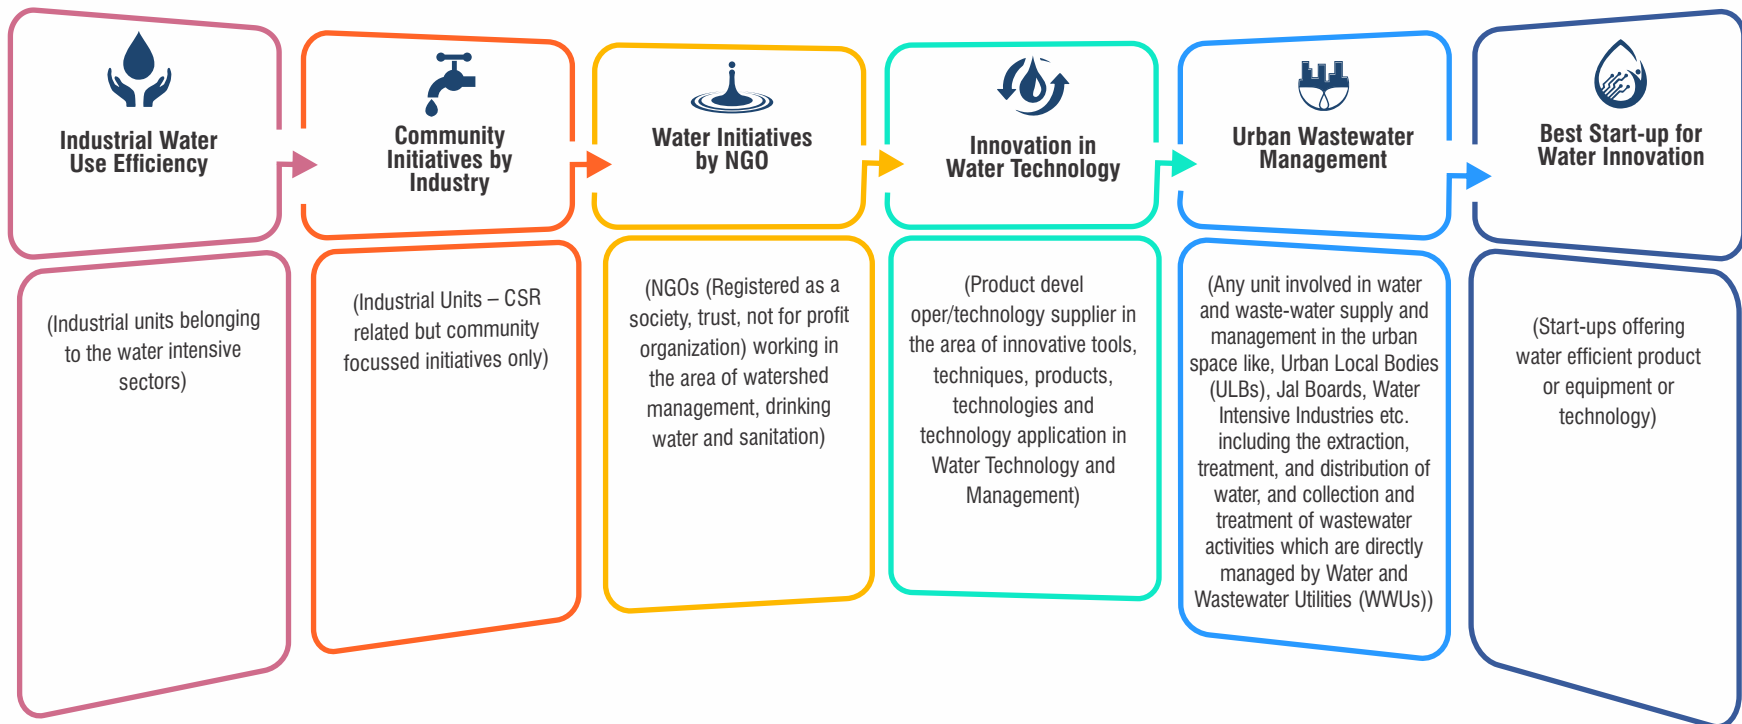 Industrial Water
Use Efficiency
Community
Initiatives by
Industry
Water Initiatives
by NGO
Innovation in
Water Technology
Urban Wastewater
Management
Best Start-up for
Water Innovation
(Industrial units belonging
to the water intensive
sectors)
(Industrial Units – CSR
related but community
focussed initiatives only)
(NGOs (Registered as a
society, trust, not for profit
organization) working in
the area of watershed
management, drinking
water and sanitation)
(Product devel
oper/technology supplier in
the area of innovative tools,
techniques, products,
technologies and
technology application in
Water Technology and
Management)
(Any unit involved in water
and waste-water supply and
management in the urban
space like, Urban Local Bodies
(ULBs), Jal Boards, Water
Intensive Industries etc.
including the extraction,
treatment, and distribution of
water, and collection and
treatment of wastewater
activities which are directly
managed by Water and
Wastewater Utilities (WWUs))
(Start-ups offering
water efficient product
or equipment or
technology)